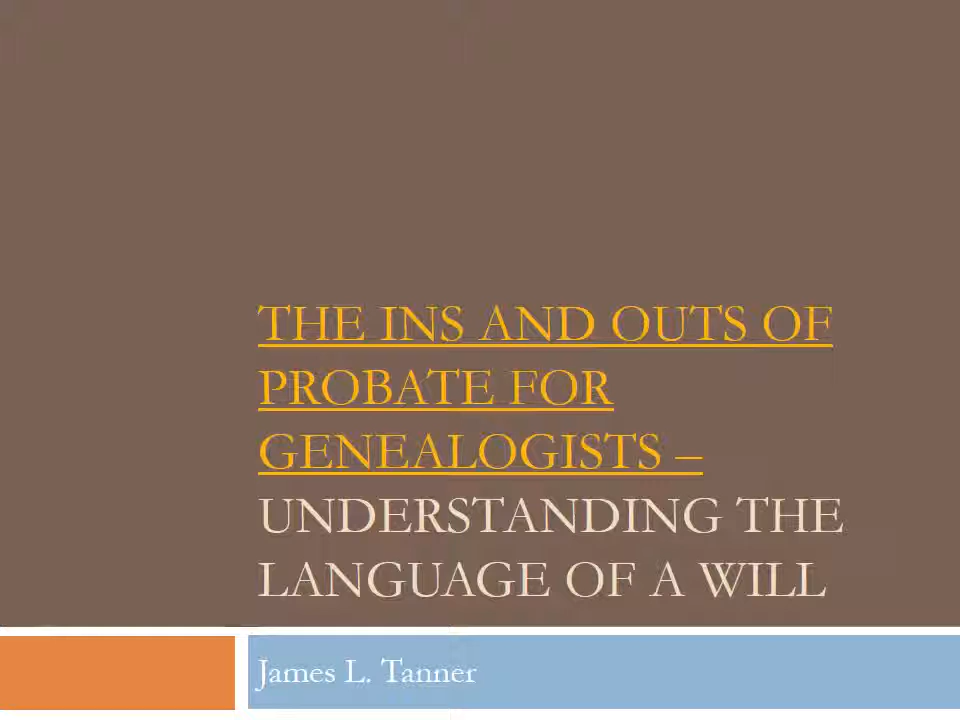 THE INS AND OUTS OF
PROBATE FOR
GENEALOGISTS –
UNDERSTANDING THE
LANGUAGE OF A WILL
James L. Tanner